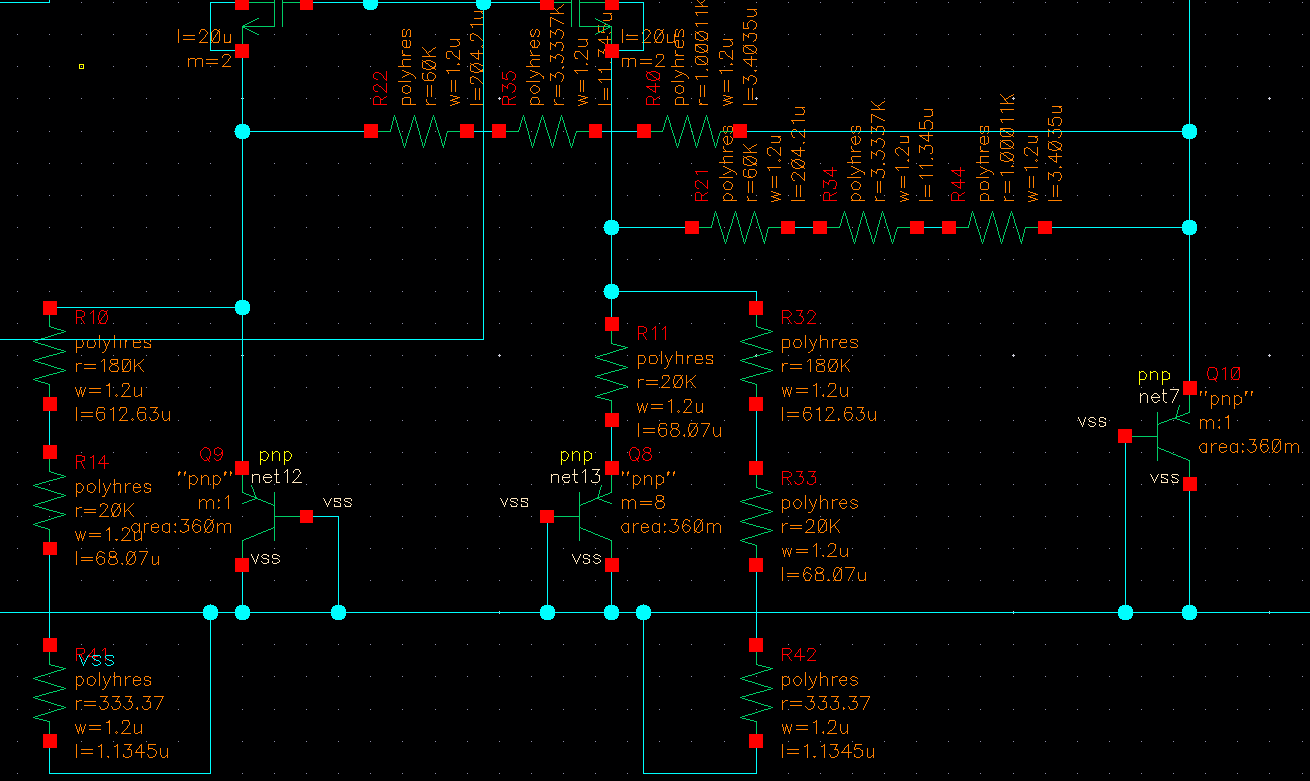 l=20u
m=2
R22
polyhres
r=60K
w=1.2u
l=204.21u
R35
polyhres
r=3.3337K
w=1.2u
l=11.345u
l=20u
m=2
R40
polyhres
r=1.00011K
w=1.2u
l=3.4035u
R21
polyhres
r=60K
w=1.2u
l=204.21u
R34
polyhres
r=3.3337K
w=1.2u
l=11.345u
R44
polyhres
r=1.00011K
w=1.2u
l=3.4035u
R10
polyhres
r=180K
w=1.2u
l=612.63u
R11
polyhres
r=20K
w=1.2u
l=68.07u
R32
polyhres
r=180K
w=1.2u
l=612.63u
pnp
net7
Q10
"pnp"
m:1
area:360m
vss
vss
R14
polyhres
r=20K
w=1.2u
l=68.07u
Q9
"pnp"
m:1
area:360m
pnp
net12
vss
vss
pnp
net13
vss
vss
Q8
"pnp"
m=8
area:360m
R33
polyhres
r=20K
w=1.2u
l=68.07u
R41
vss
polyhres
r=333.37
w=1.2u
l=1.1345u
R42
polyhres
r=333.37
w=1.2u
l=1.1345u